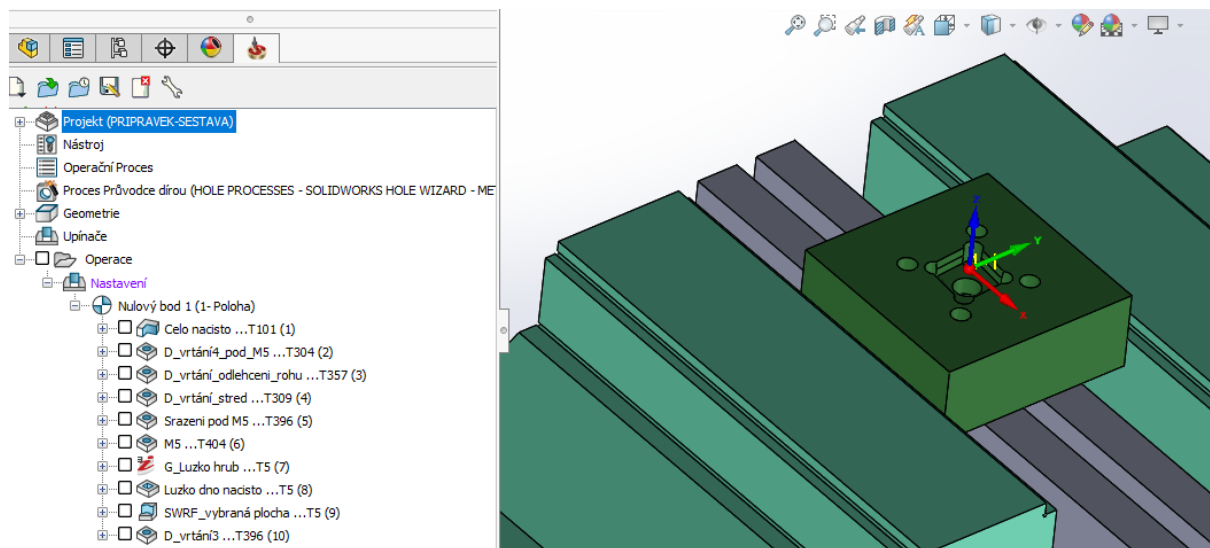 Projekt (PRIPRAVEK-SESTAVA)
Nástroj
Operační Proces
Proces Průvodce dírou (HOLE PROCESSES - SOLIDWORKS HOLE WIZARD - ME
Geometrie
Upínače
Operace
Nastavení
Nulový bod 1 (1- Poloha)
Celo nacisto ...T101 (1)
D_vrtání4_pod_M5 ...T304 (2)
D_vrtání_odlehceni_rohu ...T357 (3)
D_vrtání_stred ...T309 (4)
Srazeni pod M5 ...T396 (5)
M5 ...T404 (6)
G_Luzko hrub ...T5 (7)
Luzko dno nacisto ...T5 (8)
SWRF_vybraná plocha ...T5 (9)
D_vrtání3 ...T396 (10)
Z
Y
X